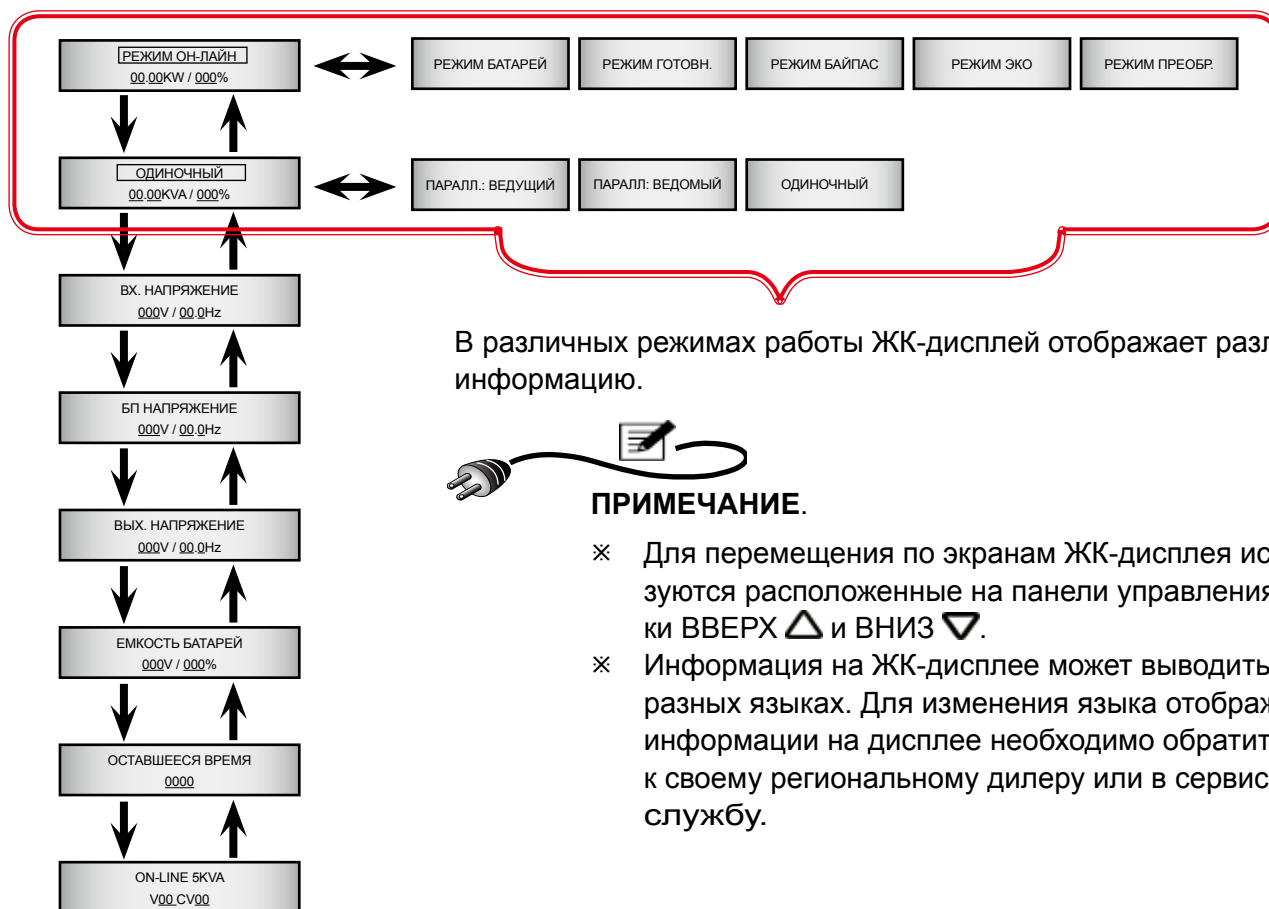 РЕЖИМ ОН-ЛАЙН
00.00KW / 000%
РЕЖИМ БАТАРЕЙ
РЕЖИМ ГОТОВН.
РЕЖИМ БАЙПАС
РЕЖИМ ЭКО
РЕЖИМ ПРЕОБР.
ОДИНОЧНЫЙ
00.00KVA / 000%
ПАРАЛЛ.: ВЕДУЩИЙ
ПАРАЛЛ: ВЕДОМЫЙ
ОДИНОЧНЫЙ
ВХ. НАПРЯЖЕНИЕ
000V / 00.0Hz
БП НАПРЯЖЕНИЕ
000V / 00.0Hz
ВЫХ. НАПРЯЖЕНИЕ
000V / 00.0Hz
ЕМКОСТЬ БАТАРЕЙ
000V / 000%
ОСТАВШЕЕСЯ ВРЕМЯ
0000
ON-LINE 5KVA
V00 CV00
В различных режимах работы ЖК-дисплей отображает разл
информацию.
ПРИМЕЧАНИЕ.
※ Для перемещения по экранам ЖК-дисплея ис
зуются расположенные на панели управления
ки ВВЕРХ △ и ВНИЗ ▽.
※ Информация на ЖК-дисплее может выводить
разных языках. Для изменения языка отображ
информации на дисплее необходимо обратит
к своему региональному дилеру или в сервис
службу.